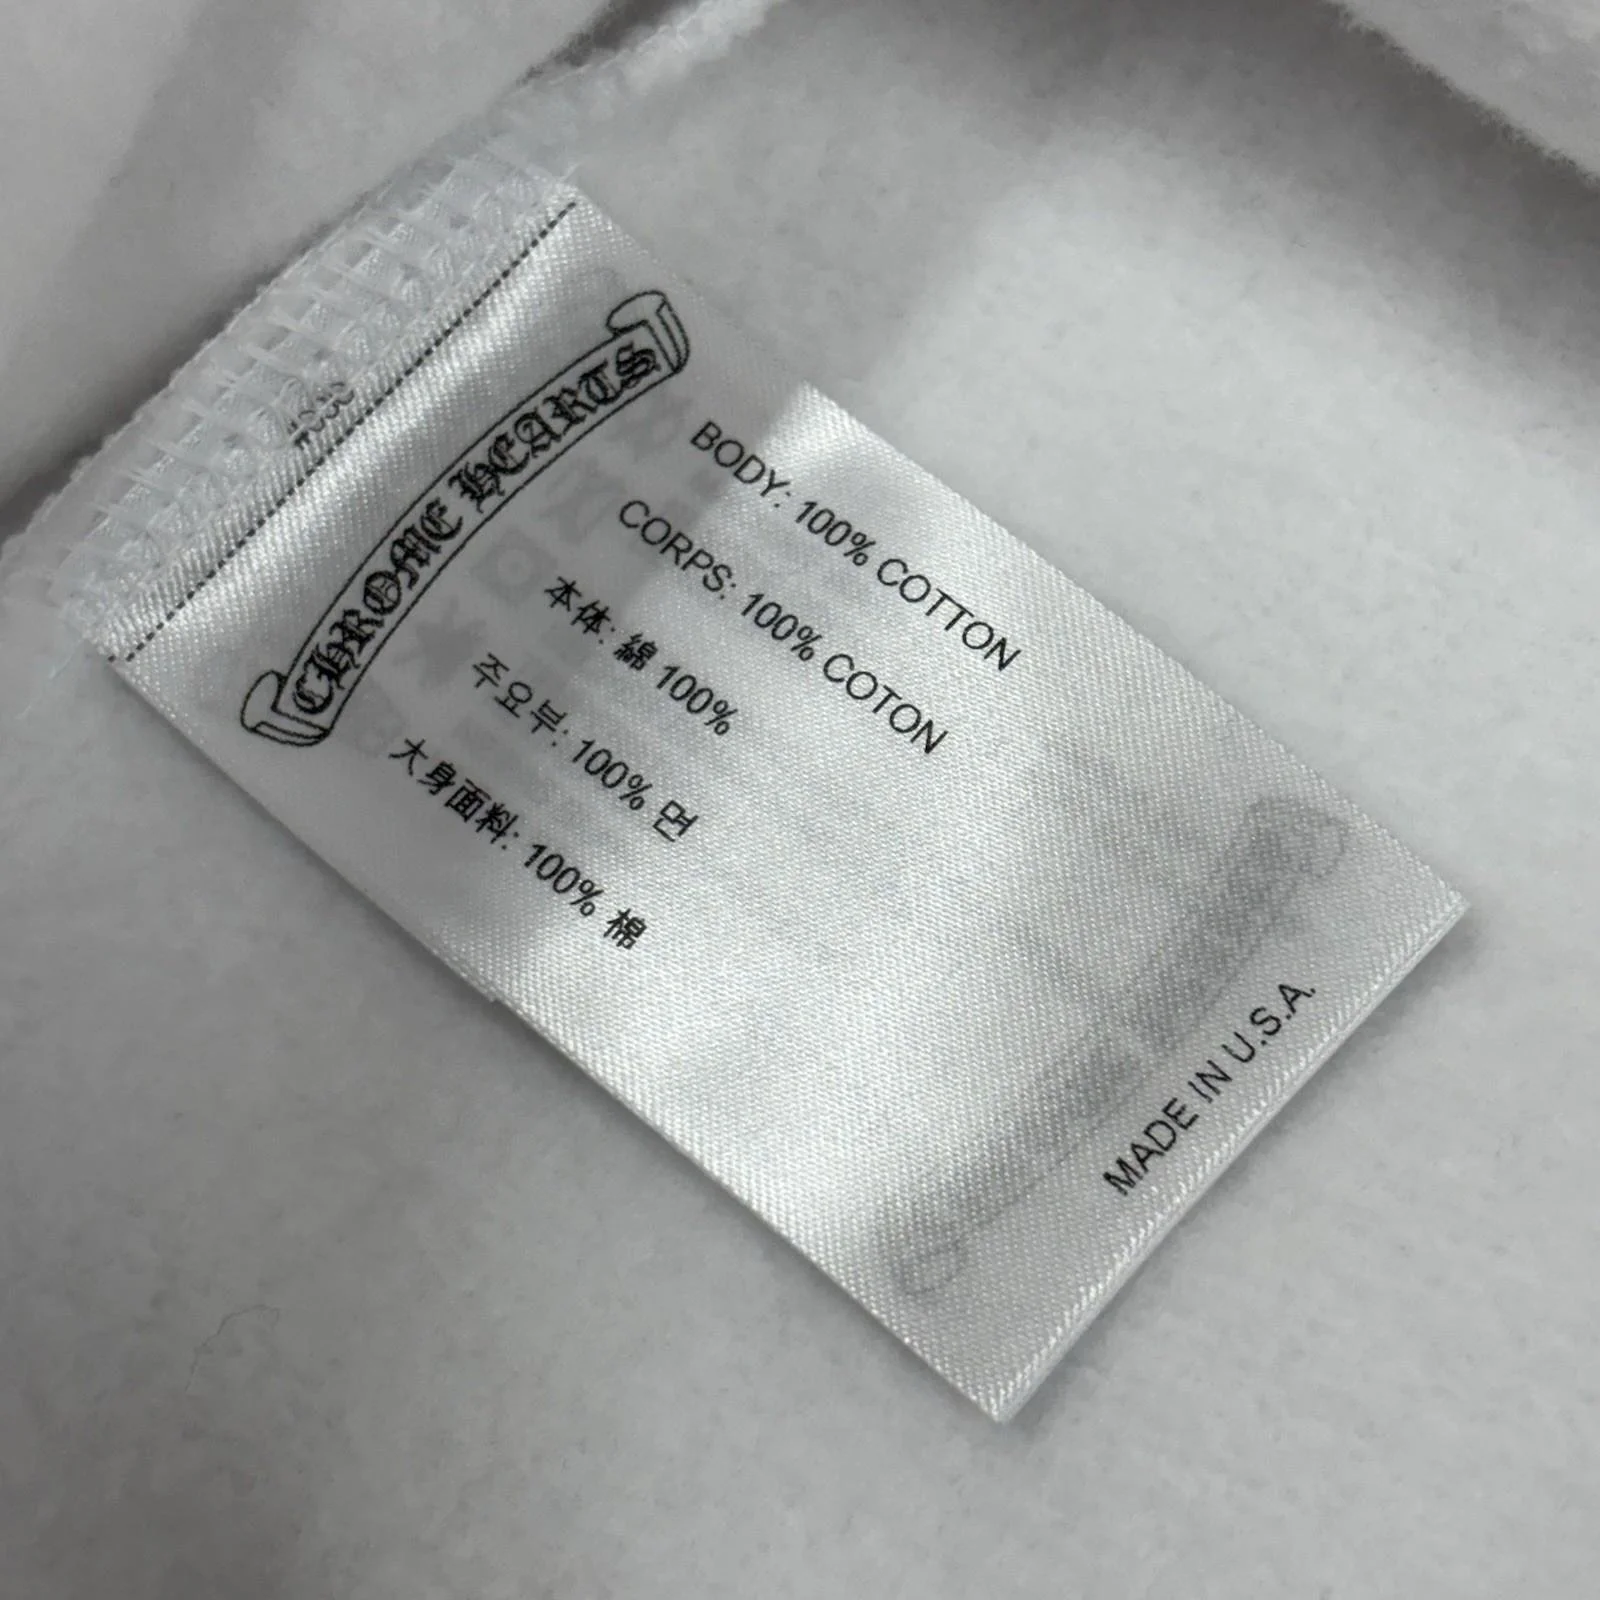 CHROME HEARTS
BODY: 100% COTTON
CORPS: 100% COTON
本体: 綿 100%
주요부: 100% 면
大身面料: 100% 棉
MADE IN U.S.A.